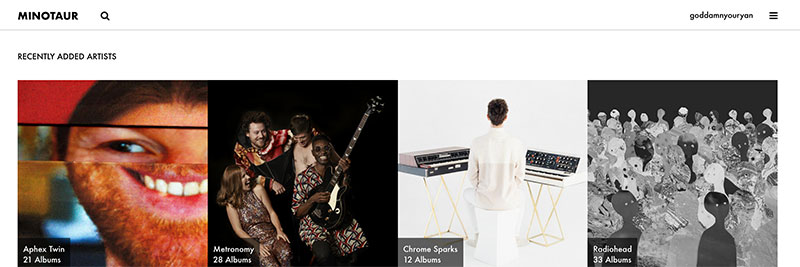 MINOTAUR
goddamnyouryan
RECENTLY ADDED ARTISTS
Aphex Twin
21 Albums
Metronomy
28 Albums
Chrome Sparks
12 Albums
Radiohead
33 Albums